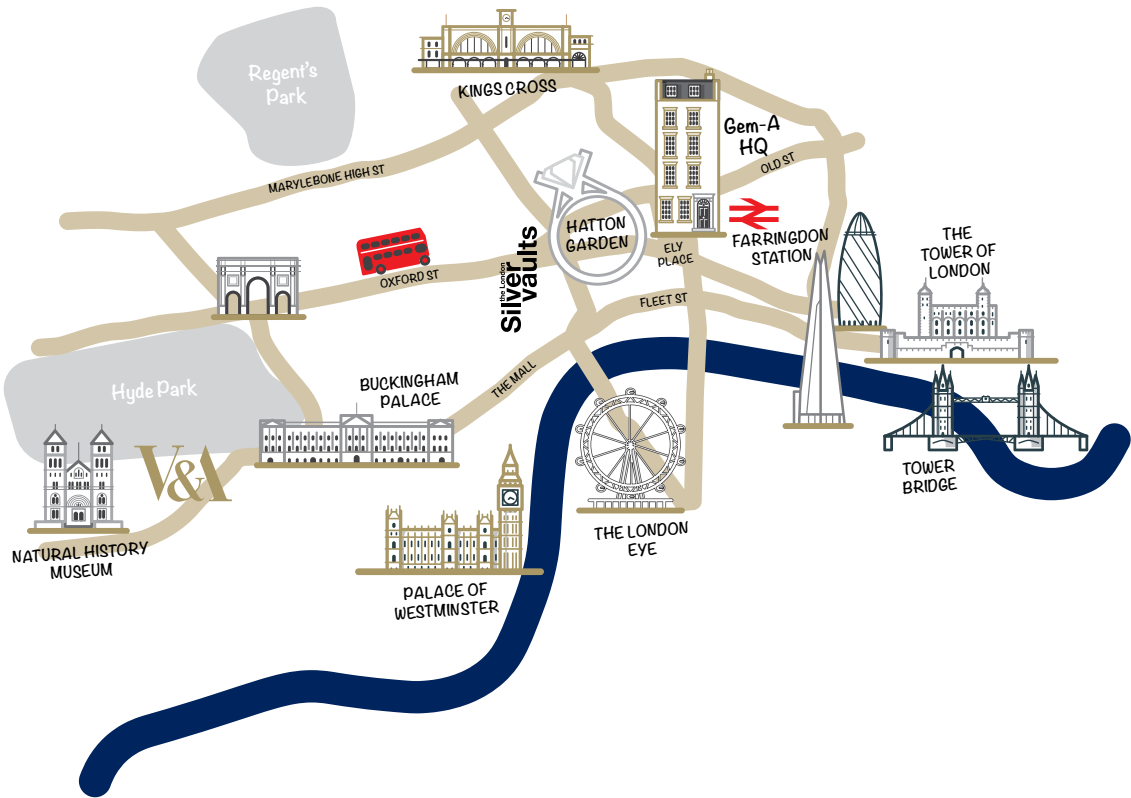 Regent's
Park
KINGS CROSS
Gem-A
HQ
OLD ST
MARYLEBONE HIGH ST
HATTON
GARDEN
FARRINGDON
STATION
ELY
PLACE
THE
TOWER OF
LONDON
the London
Silver
vaults
OXFORD ST
FLEET ST
THE MALL
Hyde Park
BUCKINGHAM
PALACE
V&A
TOWER
BRIDGE
THE LONDON
EYE
NATURAL HISTORY
MUSEUM
PALACE OF
WESTMINSTER